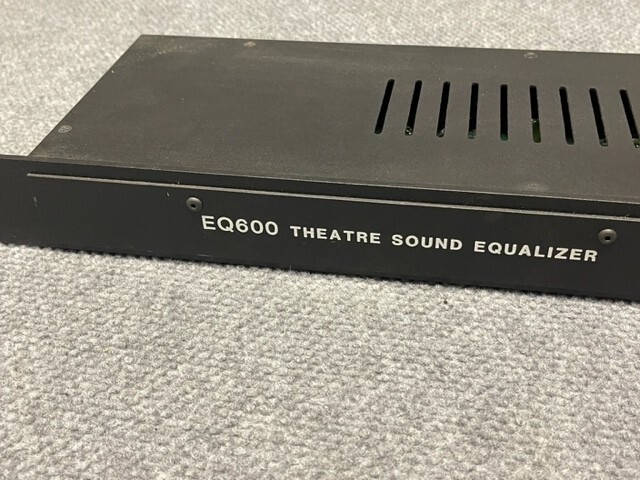 EQ600 THEATRE SOUND EQUALIZER